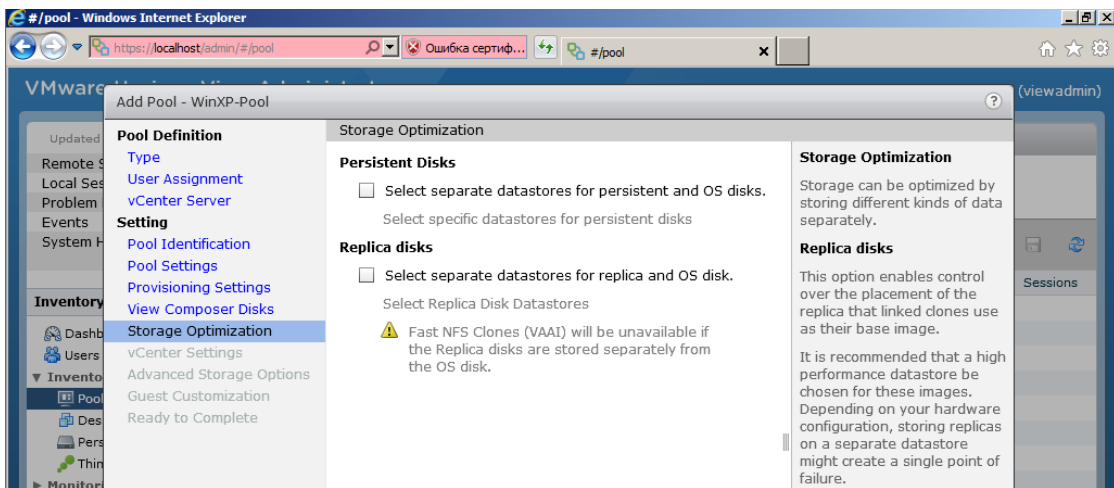 #/pool - Windows Internet Explorer
https://localhost/admin/#/pool
Ошибка сертиф...
#/pool
VMware
(viewadmin)
Add Pool - WinXP-Pool
?
Updated
Remote S
Local Ses
Problem
Events
System H
Inventory
Dashb
Users
Invento
Pool
Des
Pers
Thin
Monitori
Pool Definition
Type
User Assignment
vCenter Server
Setting
Pool Identification
Pool Settings
Provisioning Settings
View Composer Disks
Storage Optimization
vCenter Settings
Advanced Storage Options
Guest Customization
Ready to Complete
Storage Optimization
Persistent Disks
Select separate datastores for persistent and OS disks.
Select specific datastores for persistent disks
Replica disks
Select separate datastores for replica and OS disk.
Select Replica Disk Datastores
Fast NFS Clones (VAAI) will be unavailable if
the Replica disks are stored separately from
the OS disk.
Storage Optimization
Storage can be optimized by
storing different kinds of data
separately.
Replica disks
This option enables control
over the placement of the
replica that linked clones use
as their base image.
It is recommended that a high
performance datastore be
chosen for these images.
Depending on your hardware
configuration, storing replicas
on a separate datastore
might create a single point of
failure.
Sessions